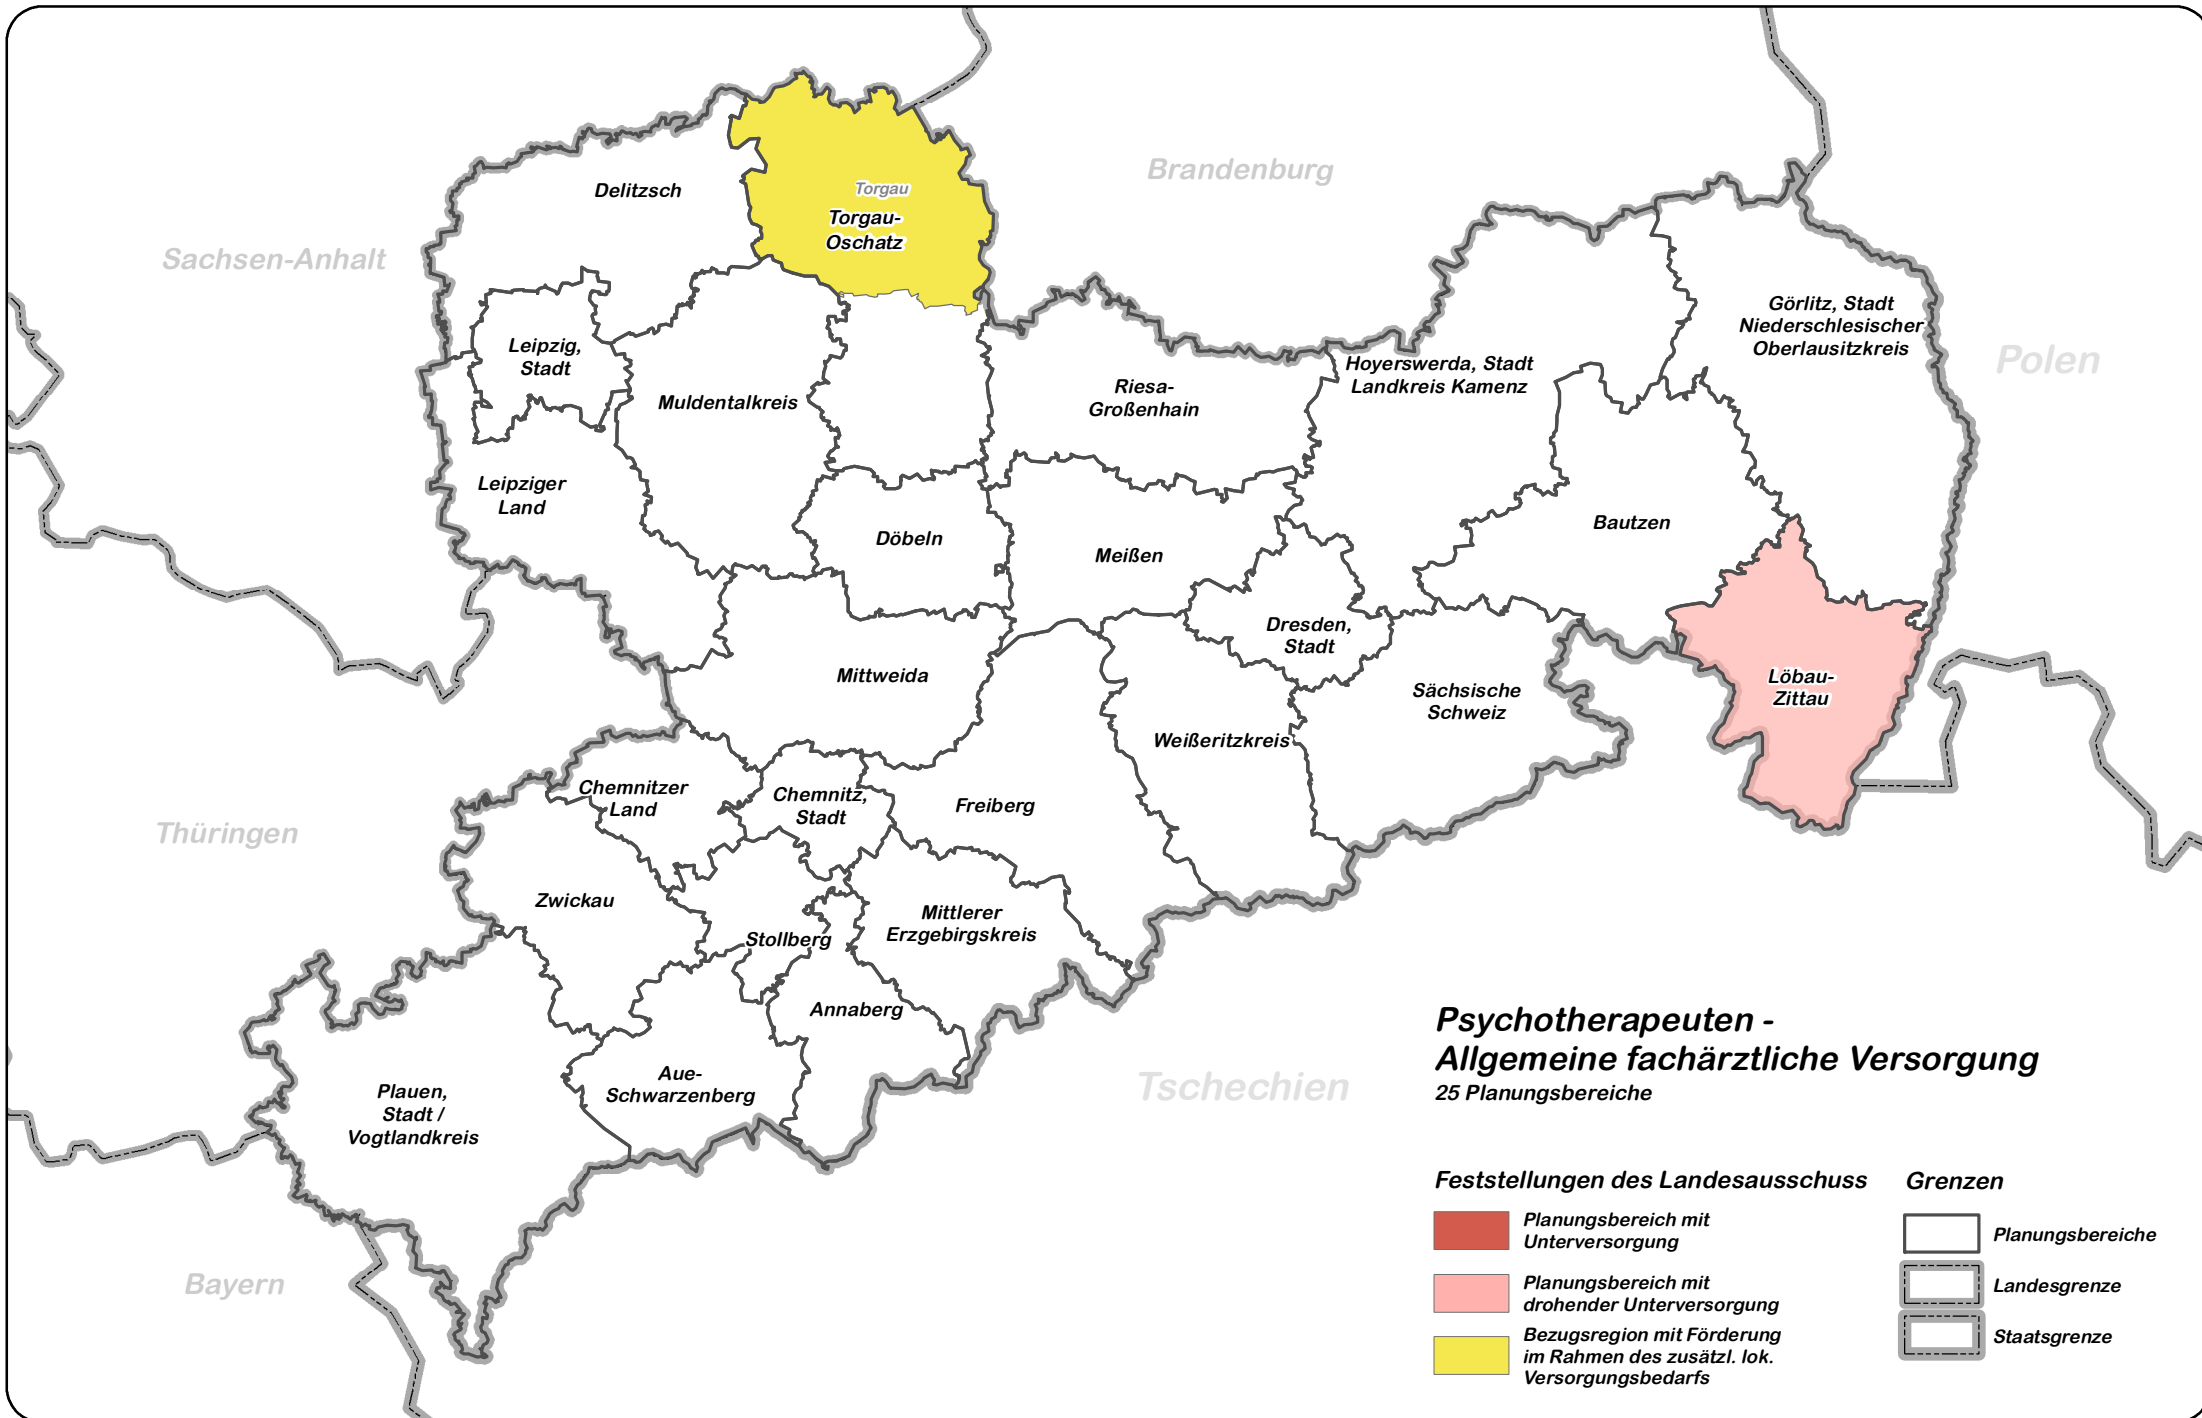 Brandenburg
Sachsen-Anhalt
Polen
Thüringen
Tschechien
Bayern
Delitzsch
Torgau
Torgau-
Oschatz
Görlitz, Stadt
Niederschlesischer
Oberlausitzkreis
Leipzig,
Stadt
Muldentalkreis
Riesa-
Großenhain
Hoyerswerda, Stadt
Landkreis Kamenz
Leipziger
Land
Döbeln
Meißen
Bautzen
Dresden,
Stadt
Mittweida
Sächsische
Schweiz
Löbau-
Zittau
Weißeritzkreis
Chemnitzer
Land
Chemnitz,
Stadt
Freiberg
Zwickau
Stollberg
Mittlerer
Erzgebirgskreis
Annaberg
Aue-
Schwarzenberg
Plauen,
Stadt /
Vogtlandkreis
Psychotherapeuten -
Allgemeine fachärztliche Versorgung
25 Planungsbereiche
Feststellungen des Landesausschuss
Planungsbereich mit
Unterversorgung
Planungsbereich mit
drohender Unterversorgung
Bezugsregion mit Förderung
im Rahmen des zusätzl. lok.
Versorgungsbedarfs
Grenzen
Planungsbereiche
Landesgrenze
Staatsgrenze